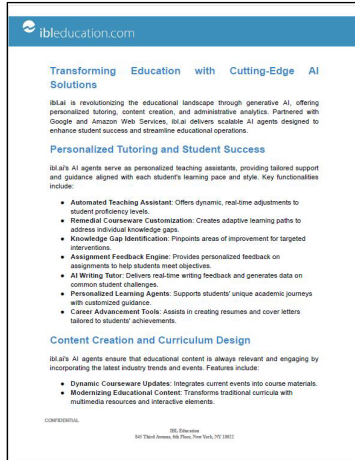 ibleducation.com
Transforming Education with Cutting-Edge AI
Solutions
ibl.ai is revolutionizing the educational landscape through generative AI, offering
personalized tutoring, content creation, and administrative analytics. Partnered with
Google and Amazon Web Services, ibl.ai delivers scalable AI agents designed to
enhance student success and streamline educational operations.
Personalized Tutoring and Student Success
ibl.ai's AI agents serve as personalized teaching assistants, providing tailored support
and guidance aligned with each student's learning pace and style. Key functionalities
include:
● Automated Teaching Assistant: Offers dynamic, real-time adjustments to
student proficiency levels.
● Remedial Courseware Customization: Creates adaptive learning paths to
address individual knowledge gaps.
● Knowledge Gap Identification: Pinpoints areas of improvement for targeted
interventions.
● Assignment Feedback Engine: Provides personalized feedback on
assignments to help students meet objectives.
● AI Writing Tutor: Delivers real-time writing feedback and generates data on
common student challenges.
● Personalized Learning Agents: Supports students' unique academic journeys
with customized guidance.
● Career Advancement Tools: Assists in creating resumes and cover letters
tailored to students' achievements.
Content Creation and Curriculum Design
ibl.ai's AI agents ensure that educational content is always relevant and engaging by
incorporating the latest industry trends and events. Features include:
● Dynamic Courseware Updates: Integrates current events into course materials.
● Modernizing Educational Content: Transforms traditional curricula with
multimedia resources and interactive elements.
CONFIDENTIAL
IBL Education
845 Third Avenue, 6th Floor, New York, NY 10022